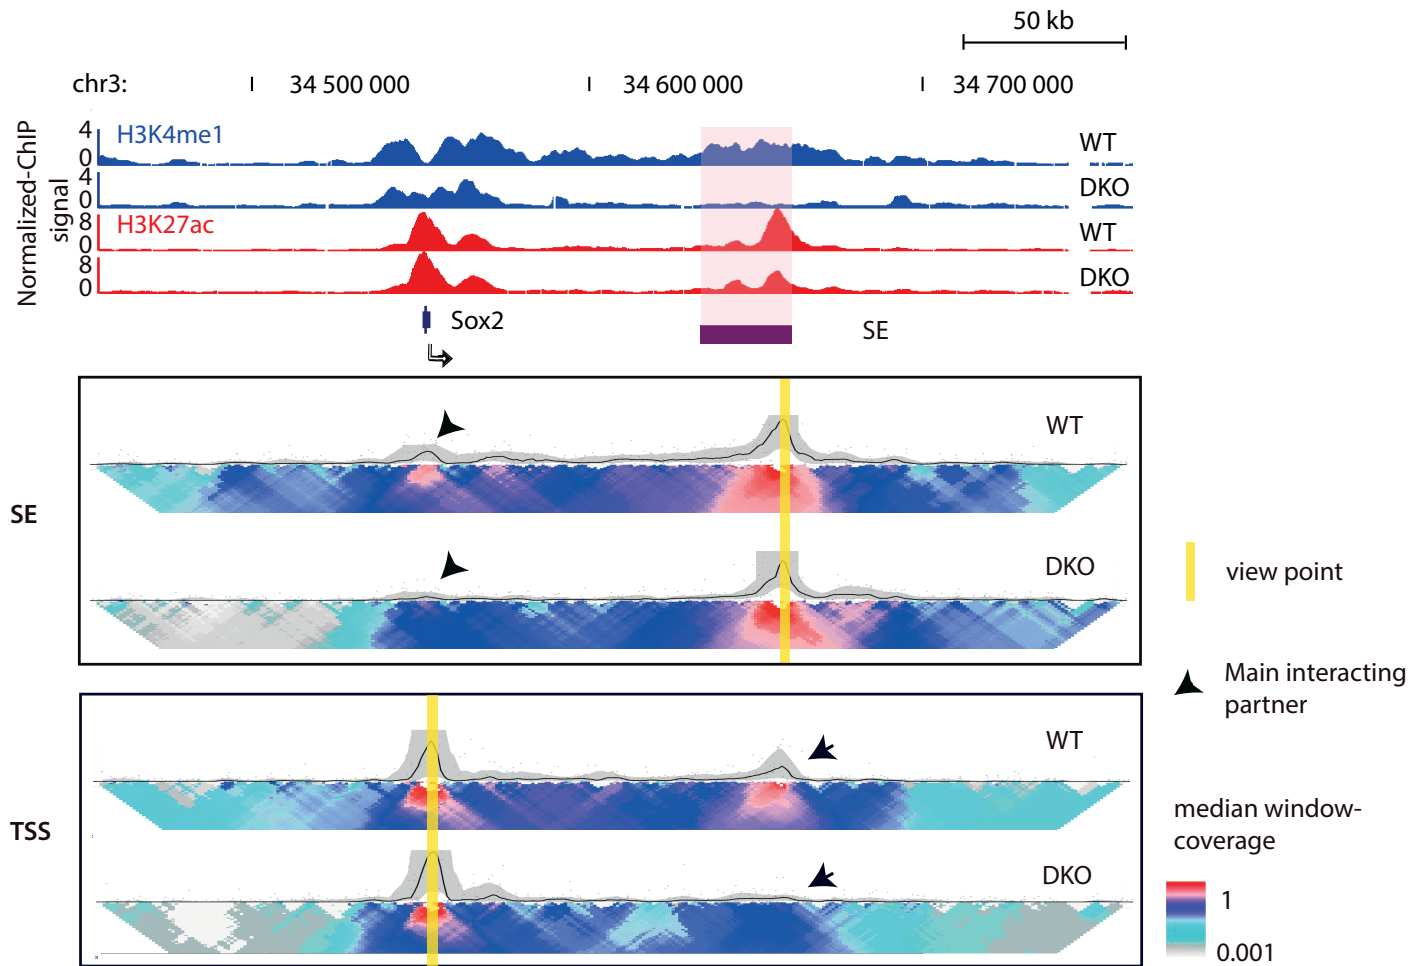 50 kb
chr3: 34 500 000 34 600 000 34 700 000
Normalized-ChIP
signal
4
0
H3K4me1
WT
4
0
DKO
8
0
H3K27ac
WT
8
0
DKO
Sox2
SE
SE
WT
DKO
TSS
WT
DKO
view point
Main interacting
partner
median window-
coverage
1
0.001